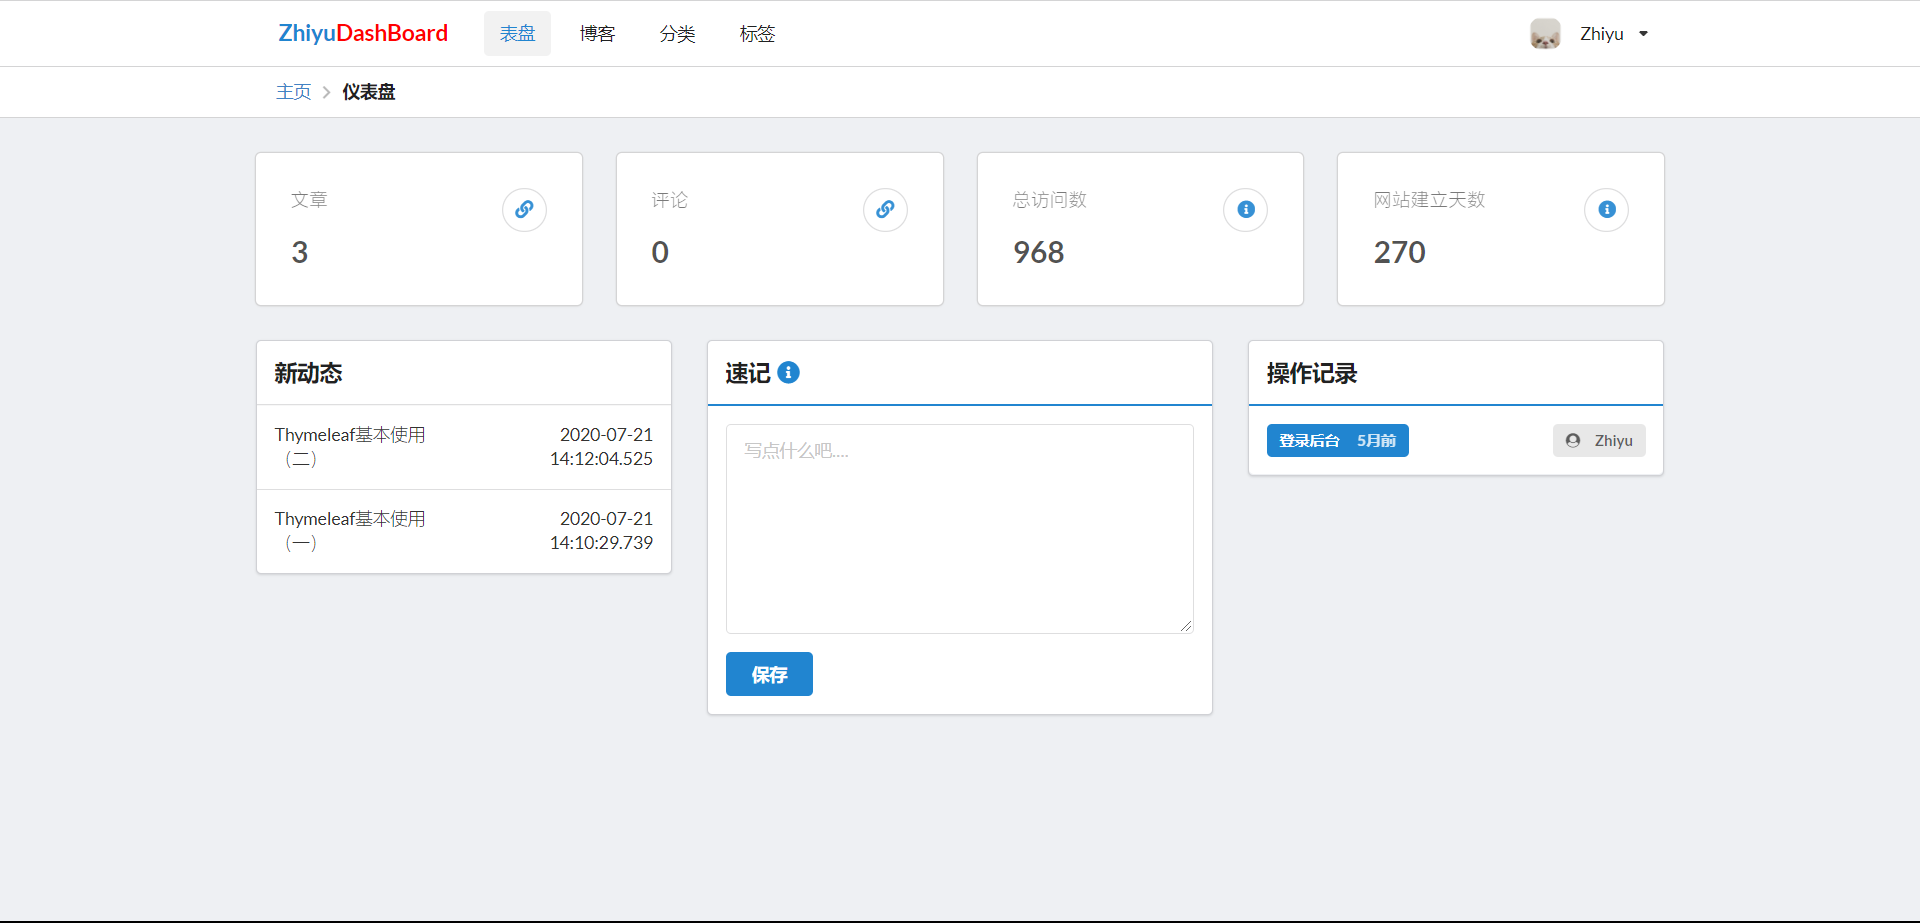 ZhiyuDashBoard
表盘
博客
分类
标签
Zhiyu
主页
仪表盘
文章
3
评论
0
总访问数
968
网站建立天数
270
新动态
Thymeleaf基本使用
（二）
2020-07-21
14:12:04.525
Thymeleaf基本使用
（一）
2020-07-21
14:10:29.739
速记
写点什么吧....
保存
操作记录
登录后台 5月前
Zhiyu